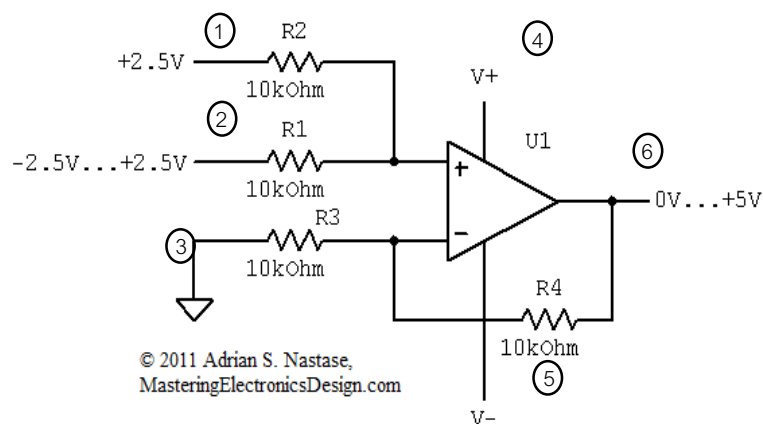 1
R2
4
+2.5V
10kOhm
V+
2
R1
U1
6
-2.5V...+2.5V
+
10kOhm
0V...+5V
R3
3
−
10kOhm
R4
10kOhm
5
© 2011 Adrian S. Nastase,
MasteringElectronicsDesign.com
V-